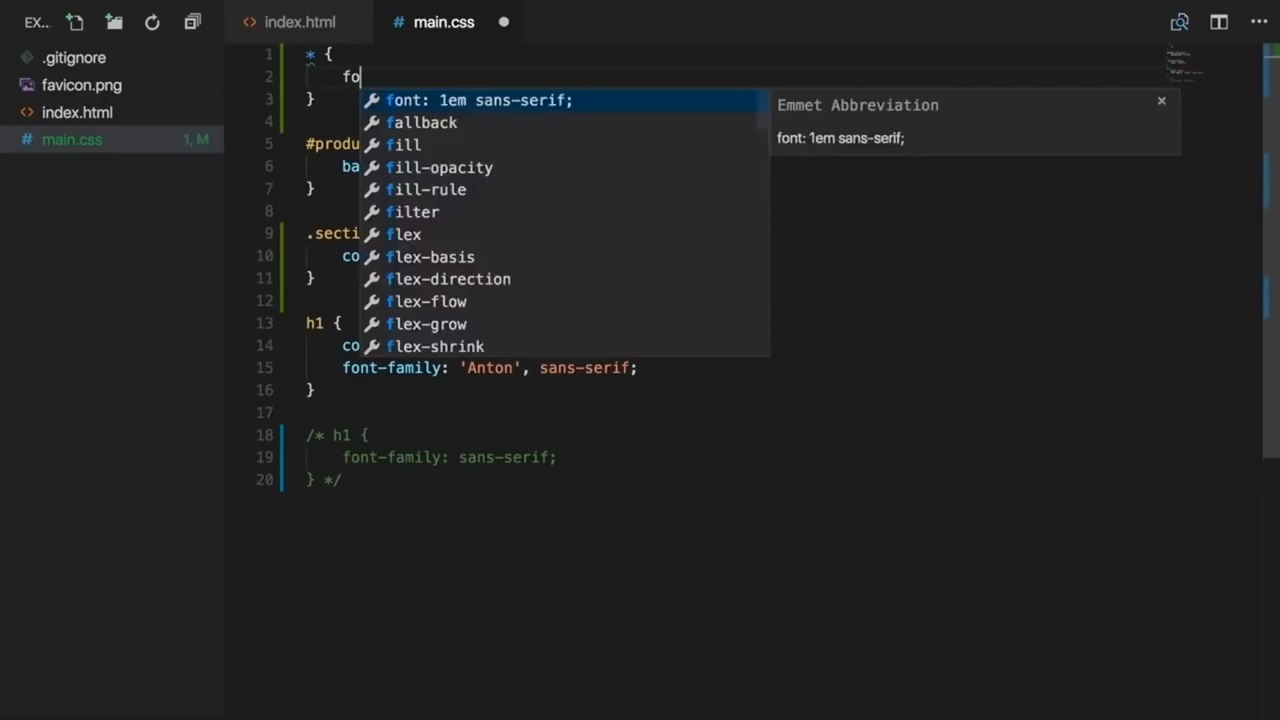 EX...
index.html
# main.css
.gitignore
favicon.png
index.html
# main.css 1, M
1 * {
2 fo
3 }
4
5 #produ
6 ba
7 }
8
9 .secti
10 co
11 }
12
13 h1 {
14 co
15 font-family: 'Anton', sans-serif;
16 }
17
18 /* h1 {
19 font-family: sans-serif;
20 } */
font: 1em sans-serif;
fallback
fill
fill-opacity
fill-rule
filter
flex
flex-basis
flex-direction
flex-flow
flex-grow
flex-shrink
Emmet Abbreviation
font: 1em sans-serif;